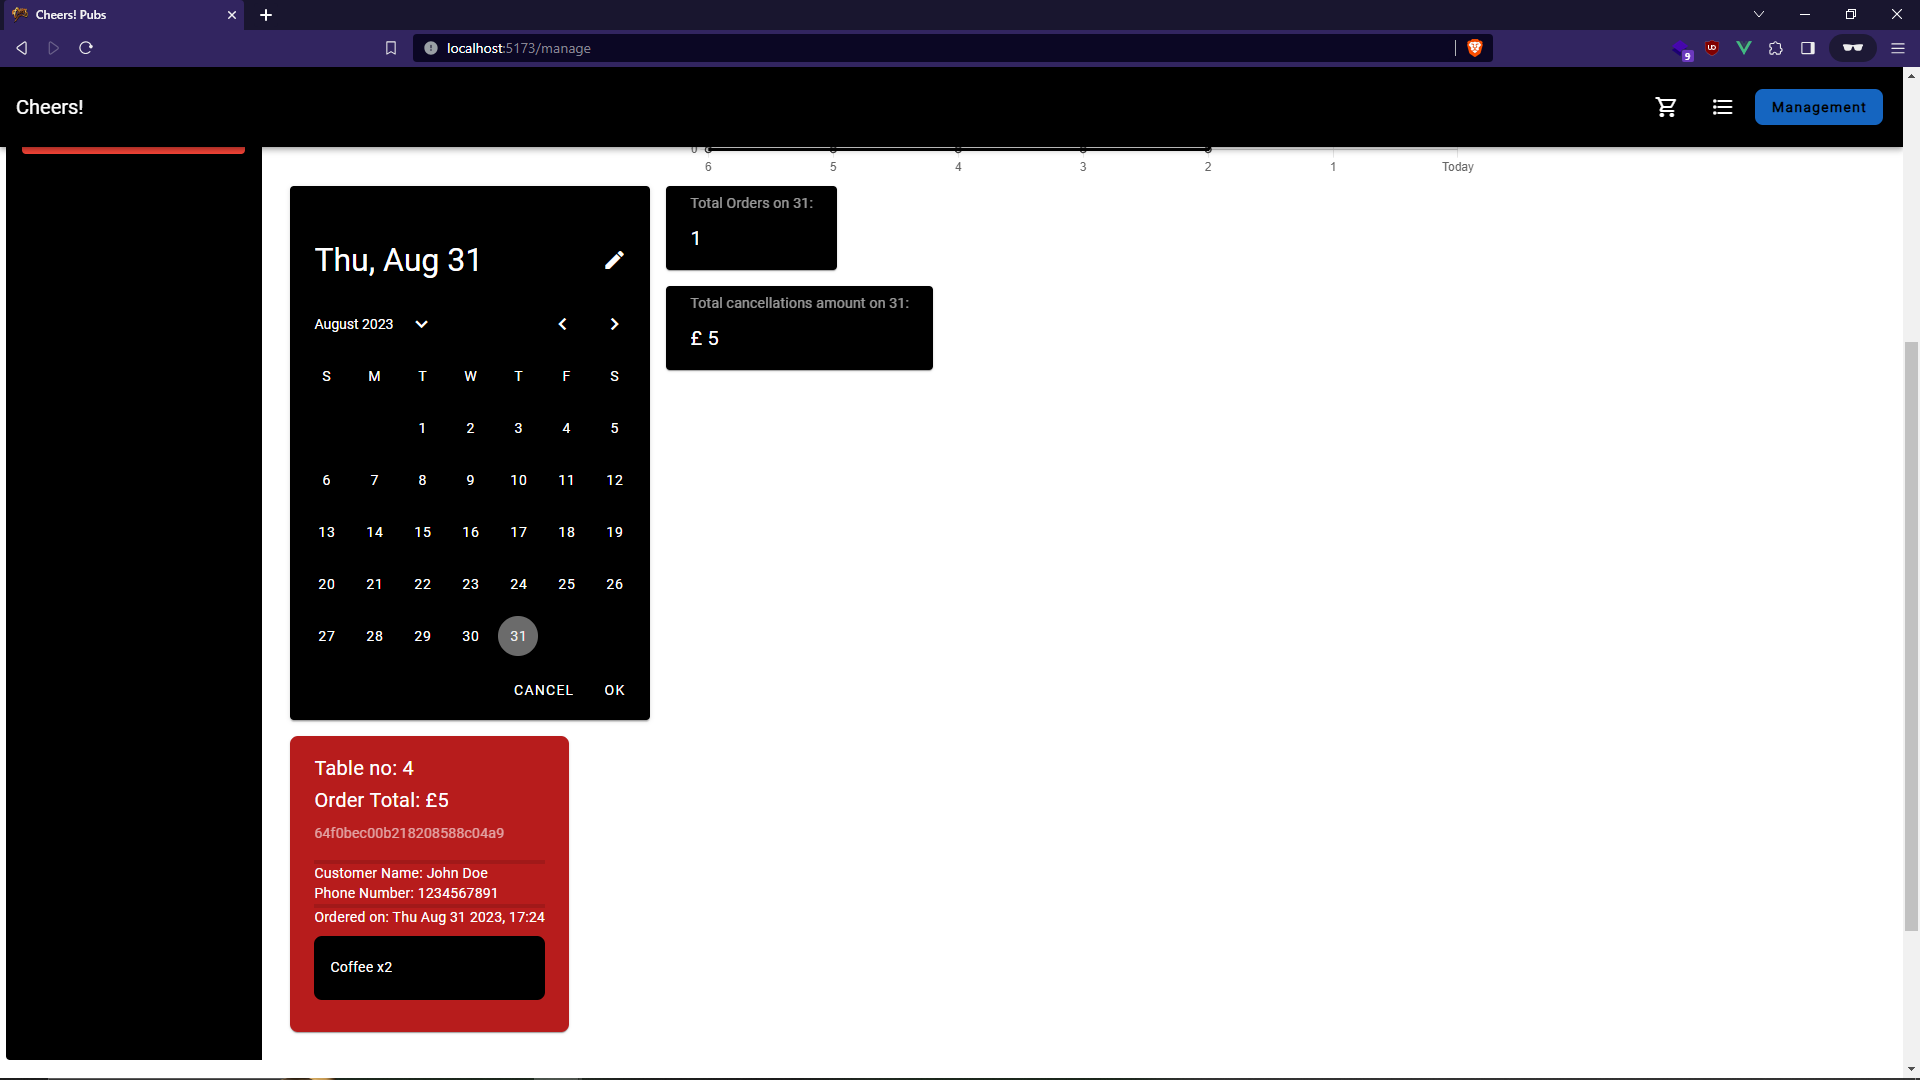 Cheers! Pubs
localhost:5173/manage
9
Cheers!
Management
0
6 5 4 3 2 1 Today
Thu, Aug 31
August 2023
S M T W T F S
1 2 3 4 5
6 7 8 9 10 11 12
13 14 15 16 17 18 19
20 21 22 23 24 25 26
27 28 29 30 31
CANCEL OK
Total Orders on 31:
1
Total cancellations amount on 31:
£ 5
Table no: 4
Order Total: £5
64f0bec00b218208588c04a9
Customer Name: John Doe
Phone Number: 1234567891
Ordered on: Thu Aug 31 2023, 17:24
Coffee x2